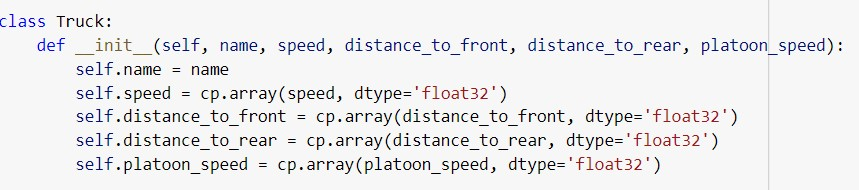 class Truck:
    def __init__(self, name, speed, distance_to_front, distance_to_rear, platoon_speed):
        self.name = name
        self.speed = cp.array(speed, dtype='float32')
        self.distance_to_front = cp.array(distance_to_front, dtype='float32')
        self.distance_to_rear = cp.array(distance_to_rear, dtype='float32')
        self.platoon_speed = cp.array(platoon_speed, dtype='float32')